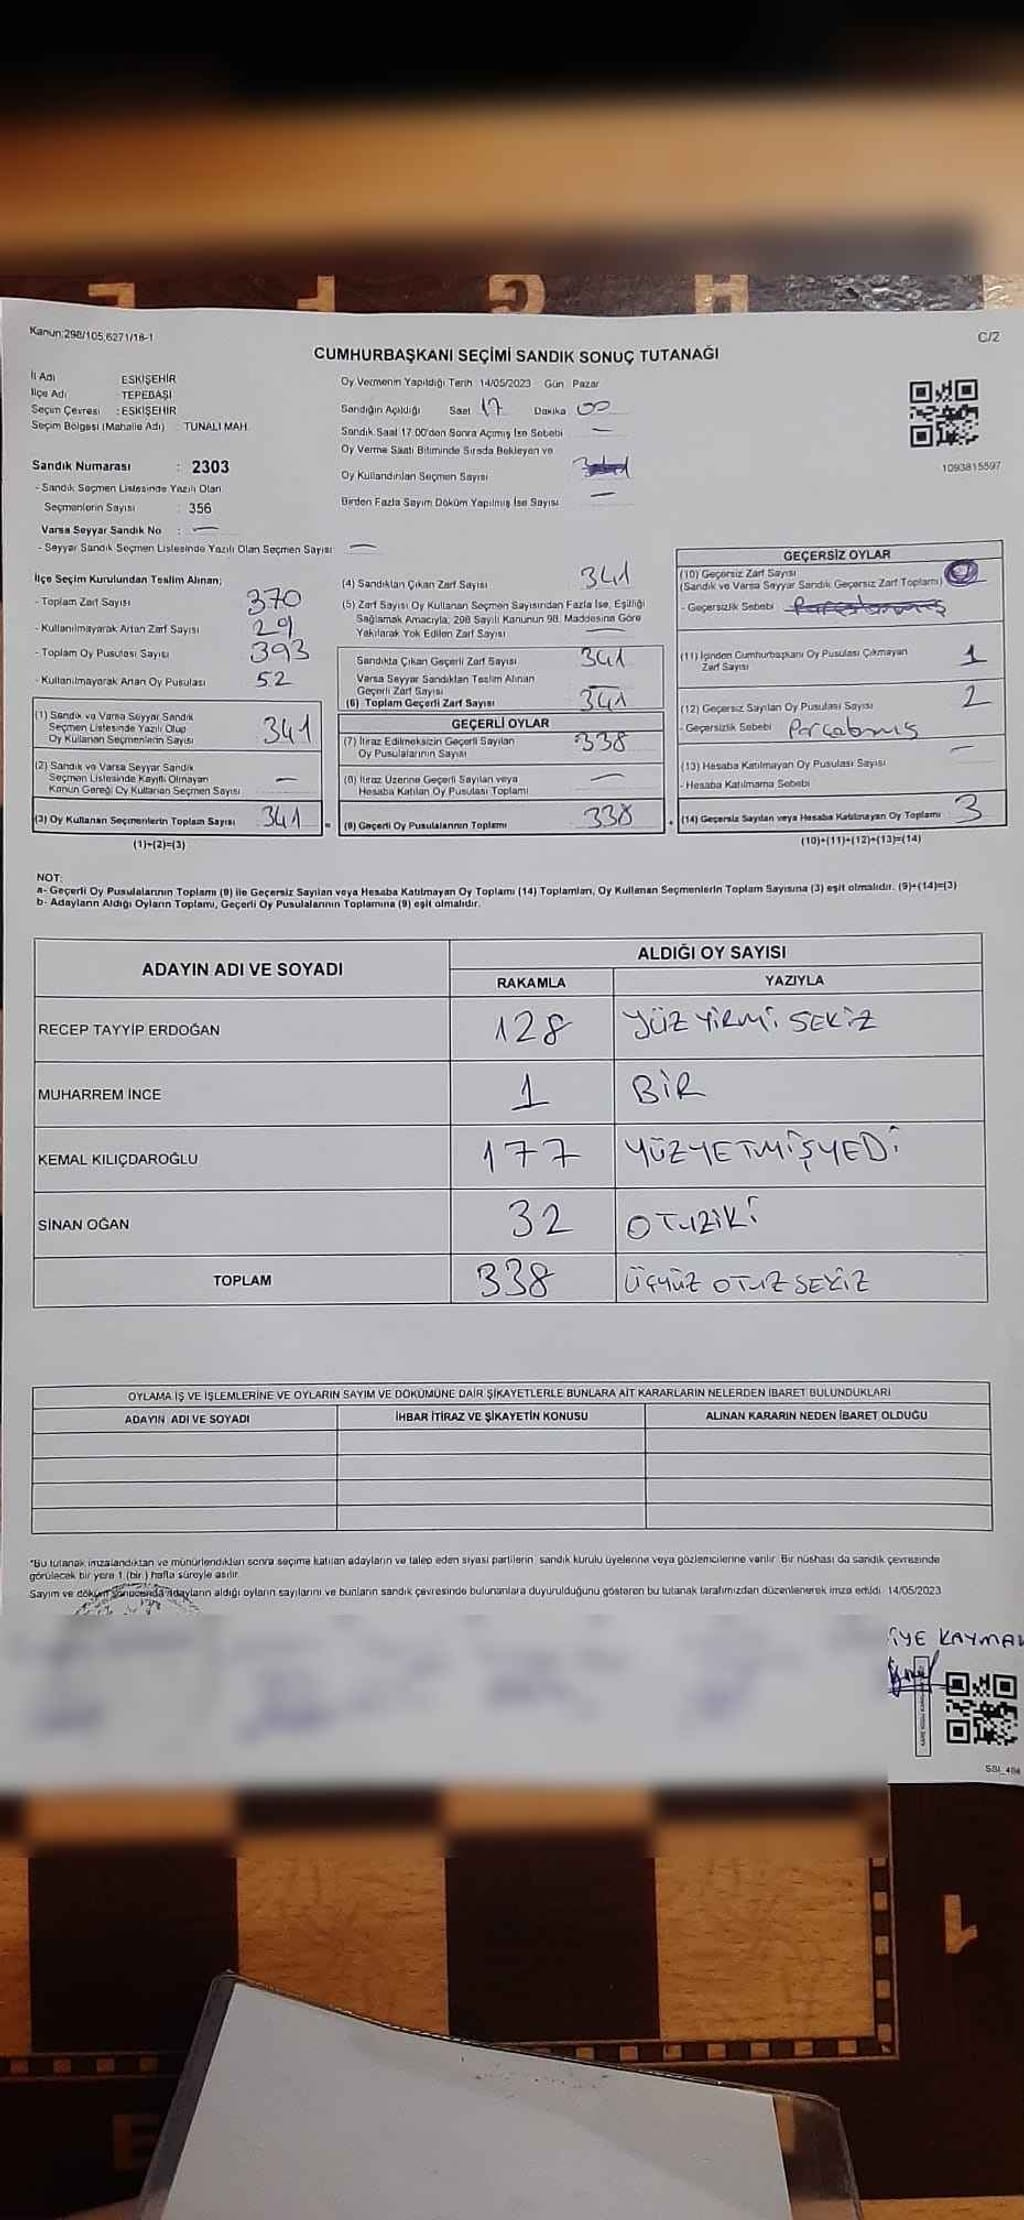 H G F E
Kanun:298/105;6271/18-1
C/2
CUMHURBAŞKANI SEÇİMİ SANDIK SONUÇ TUTANAĞI
İl Adı ESKİŞEHİR
İlçe Adı TEPEBAŞI
Seçim Çevresi : ESKİŞEHİR
Seçim Bölgesi (Mahalle Adı) TUNALI MAH.
Sandık Numarası : 2303
- Sandık Seçmen Listesinde Yazılı Olan
Seçmenlerin Sayısı 356
Varsa Seyyar Sandık No : —
- Seyyar Sandık Seçmen Listesinde Yazılı Olan Seçmen Sayısı —
Oy Vermenin Yapıldığı Tarih 14/05/2023 Gün Pazar
Sandığın Açıldığı Saat 17 Dakika 00
Sandık Saat 17.00'den Sonra Açmış İse Sebebi —
Oy Verme Saati Bitiminde Sırada Bekleyen ve
Oy Kullandırılan Seçmen Sayısı
Birden Fazla Sayım Döküm Yapılmış İse Sayısı —
1093815597
İlçe Seçim Kurulundan Teslim Alınan;
- Toplam Zarf Sayısı 370
- Kullanılmayarak Artan Zarf Sayısı 29
- Toplam Oy Pusulası Sayısı 393
- Kullanılmayarak Artan Oy Pusulası 52
(1) Sandık ve Varsa Seyyar Sandık
Seçmen Listesinde Yazılı Olup
Oy Kullanan Seçmenlerin Sayısı 341
(2) Sandık ve Varsa Seyyar Sandık
Seçmen Listesinde Kayıtlı Olmayan
Kanun Gereği Oy Kullanan Seçmen Sayısı —
(3) Oy Kullanan Seçmenlerin Toplam Sayısı 341
(1)+(2)=(3)
(4) Sandıktan Çıkan Zarf Sayısı 341
(5) Zarf Sayısı Oy Kullanan Seçmen Sayısından Fazla İse, Eşitliği
Sağlamak Amacıyla, 298 Sayılı Kanunun 98. Maddesine Göre
Yakılarak Yok Edilen Zarf Sayısı —
Sandıkta Çıkan Geçerli Zarf Sayısı 341
Varsa Seyyar Sandıktan Teslim Alınan
Geçerli Zarf Sayısı —
(6) Toplam Geçerli Zarf Sayısı 341
GEÇERLİ OYLAR
(7) İtiraz Edilmeksizin Geçerli Sayılan
Oy Pusulalarının Sayısı 338
(8) İtiraz Üzerine Geçerli Sayılan veya
Hesaba Katılan Oy Pusulası Toplamı —
(9) Geçerli Oy Pusulalarının Toplamı 338
GEÇERSİZ OYLAR
(10) Geçersiz Zarf Sayısı
(Sandık ve Varsa Seyyar Sandık Geçersiz Zarf Toplamı)
- Geçersizlik Sebebi
(11) İçinden Cumhurbaşkanı Oy Pusulası Çıkmayan
Zarf Sayısı 1
(12) Geçersiz Sayılan Oy Pusulası Sayısı 2
- Geçersizlik Sebebi Parçalanmış
(13) Hesaba Katılmayan Oy Pusulası Sayısı —
- Hesaba Katılmama Sebebi
(14) Geçersiz Sayılan veya Hesaba Katılmayan Oy Toplamı 3
(10)+(11)+(12)+(13)=(14)
NOT:
a- Geçerli Oy Pusulalarının Toplamı (9) ile Geçersiz Sayılan veya Hesaba Katılmayan Oy Toplamı (14) Toplamları, Oy Kullanan Seçmenlerin Toplam Sayısına (3) eşit olmalıdır. (9)+(14)=(3)
b- Adayların Aldığı Oyların Toplamı, Geçerli Oy Pusulalarının Toplamına (9) eşit olmalıdır.
ADAYIN ADI VE SOYADI
ALDIĞI OY SAYISI
RAKAMLA YAZIYLA
RECEP TAYYİP ERDOĞAN 128 YÜZ YİRMİ SEKİZ
MUHARREM İNCE 1 BİR
KEMAL KILIÇDAROĞLU 177 YÜZYETMİŞYEDİ
SİNAN OĞAN 32 OTUZİKİ
TOPLAM 338 ÜÇYÜZ OTUZ SEKİZ
OYLAMA İŞ VE İŞLEMLERİNE VE OYLARIN SAYIM VE DÖKÜMÜNE DAİR ŞİKAYETLERLE BUNLARA AİT KARARLARIN NELERDEN İBARET BULUNDUKLARI
ADAYIN ADI VE SOYADI İHBAR İTİRAZ VE ŞİKAYETİN KONUSU ALINAN KARARIN NEDEN İBARET OLDUĞU
*Bu tutanak imzalandıktan ve mühürlendikten sonra seçime katılan adayların ve talep eden siyasi partilerin sandık kurulu üyelerine veya gözlemcilerine verilir. Bir nüshası da sandık çevresinde
görülecek bir yere 1 (bir) hafta süreyle asılır.
Sayım ve döküm sonucunda adayların aldığı oyların sayılarını ve bunların sandık çevresinde bulunanlara duyurulduğunu gösteren bu tutanak tarafımızdan düzenlenerek imza edildi. 14/05/2023
İYE KAYMAK
1